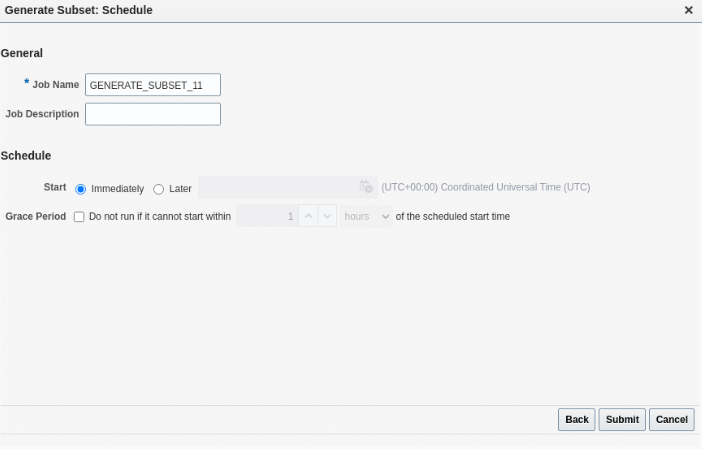 Generate Subset: Schedule
General
* Job Name GENERATE_SUBSET_11
Job Description
Schedule
Start Immediately Later (UTC+00:00) Coordinated Universal Time (UTC)
Grace Period Do not run if it cannot start within 1 hours of the scheduled start time
Back Submit Cancel